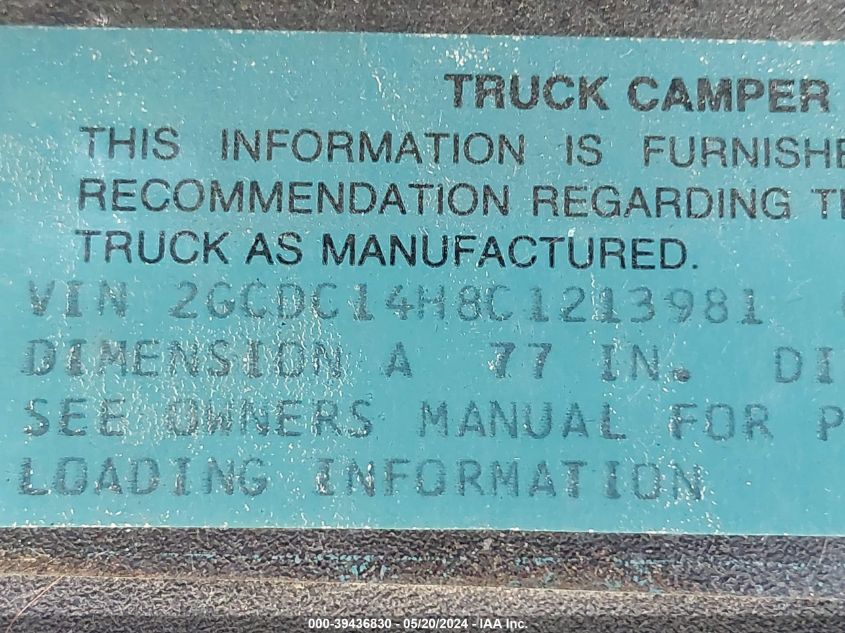 TRUCK CAMPER
THIS INFORMATION IS FURNISHE
RECOMMENDATION REGARDING TH
TRUCK AS MANUFACTURED.
VIN 2GCDC14H8C1213981
DIMENSION A 77 IN. DI
SEE OWNERS MANUAL FOR P
LOADING INFORMATION
000-39436830 - 05/20/2024 - IAA Inc.